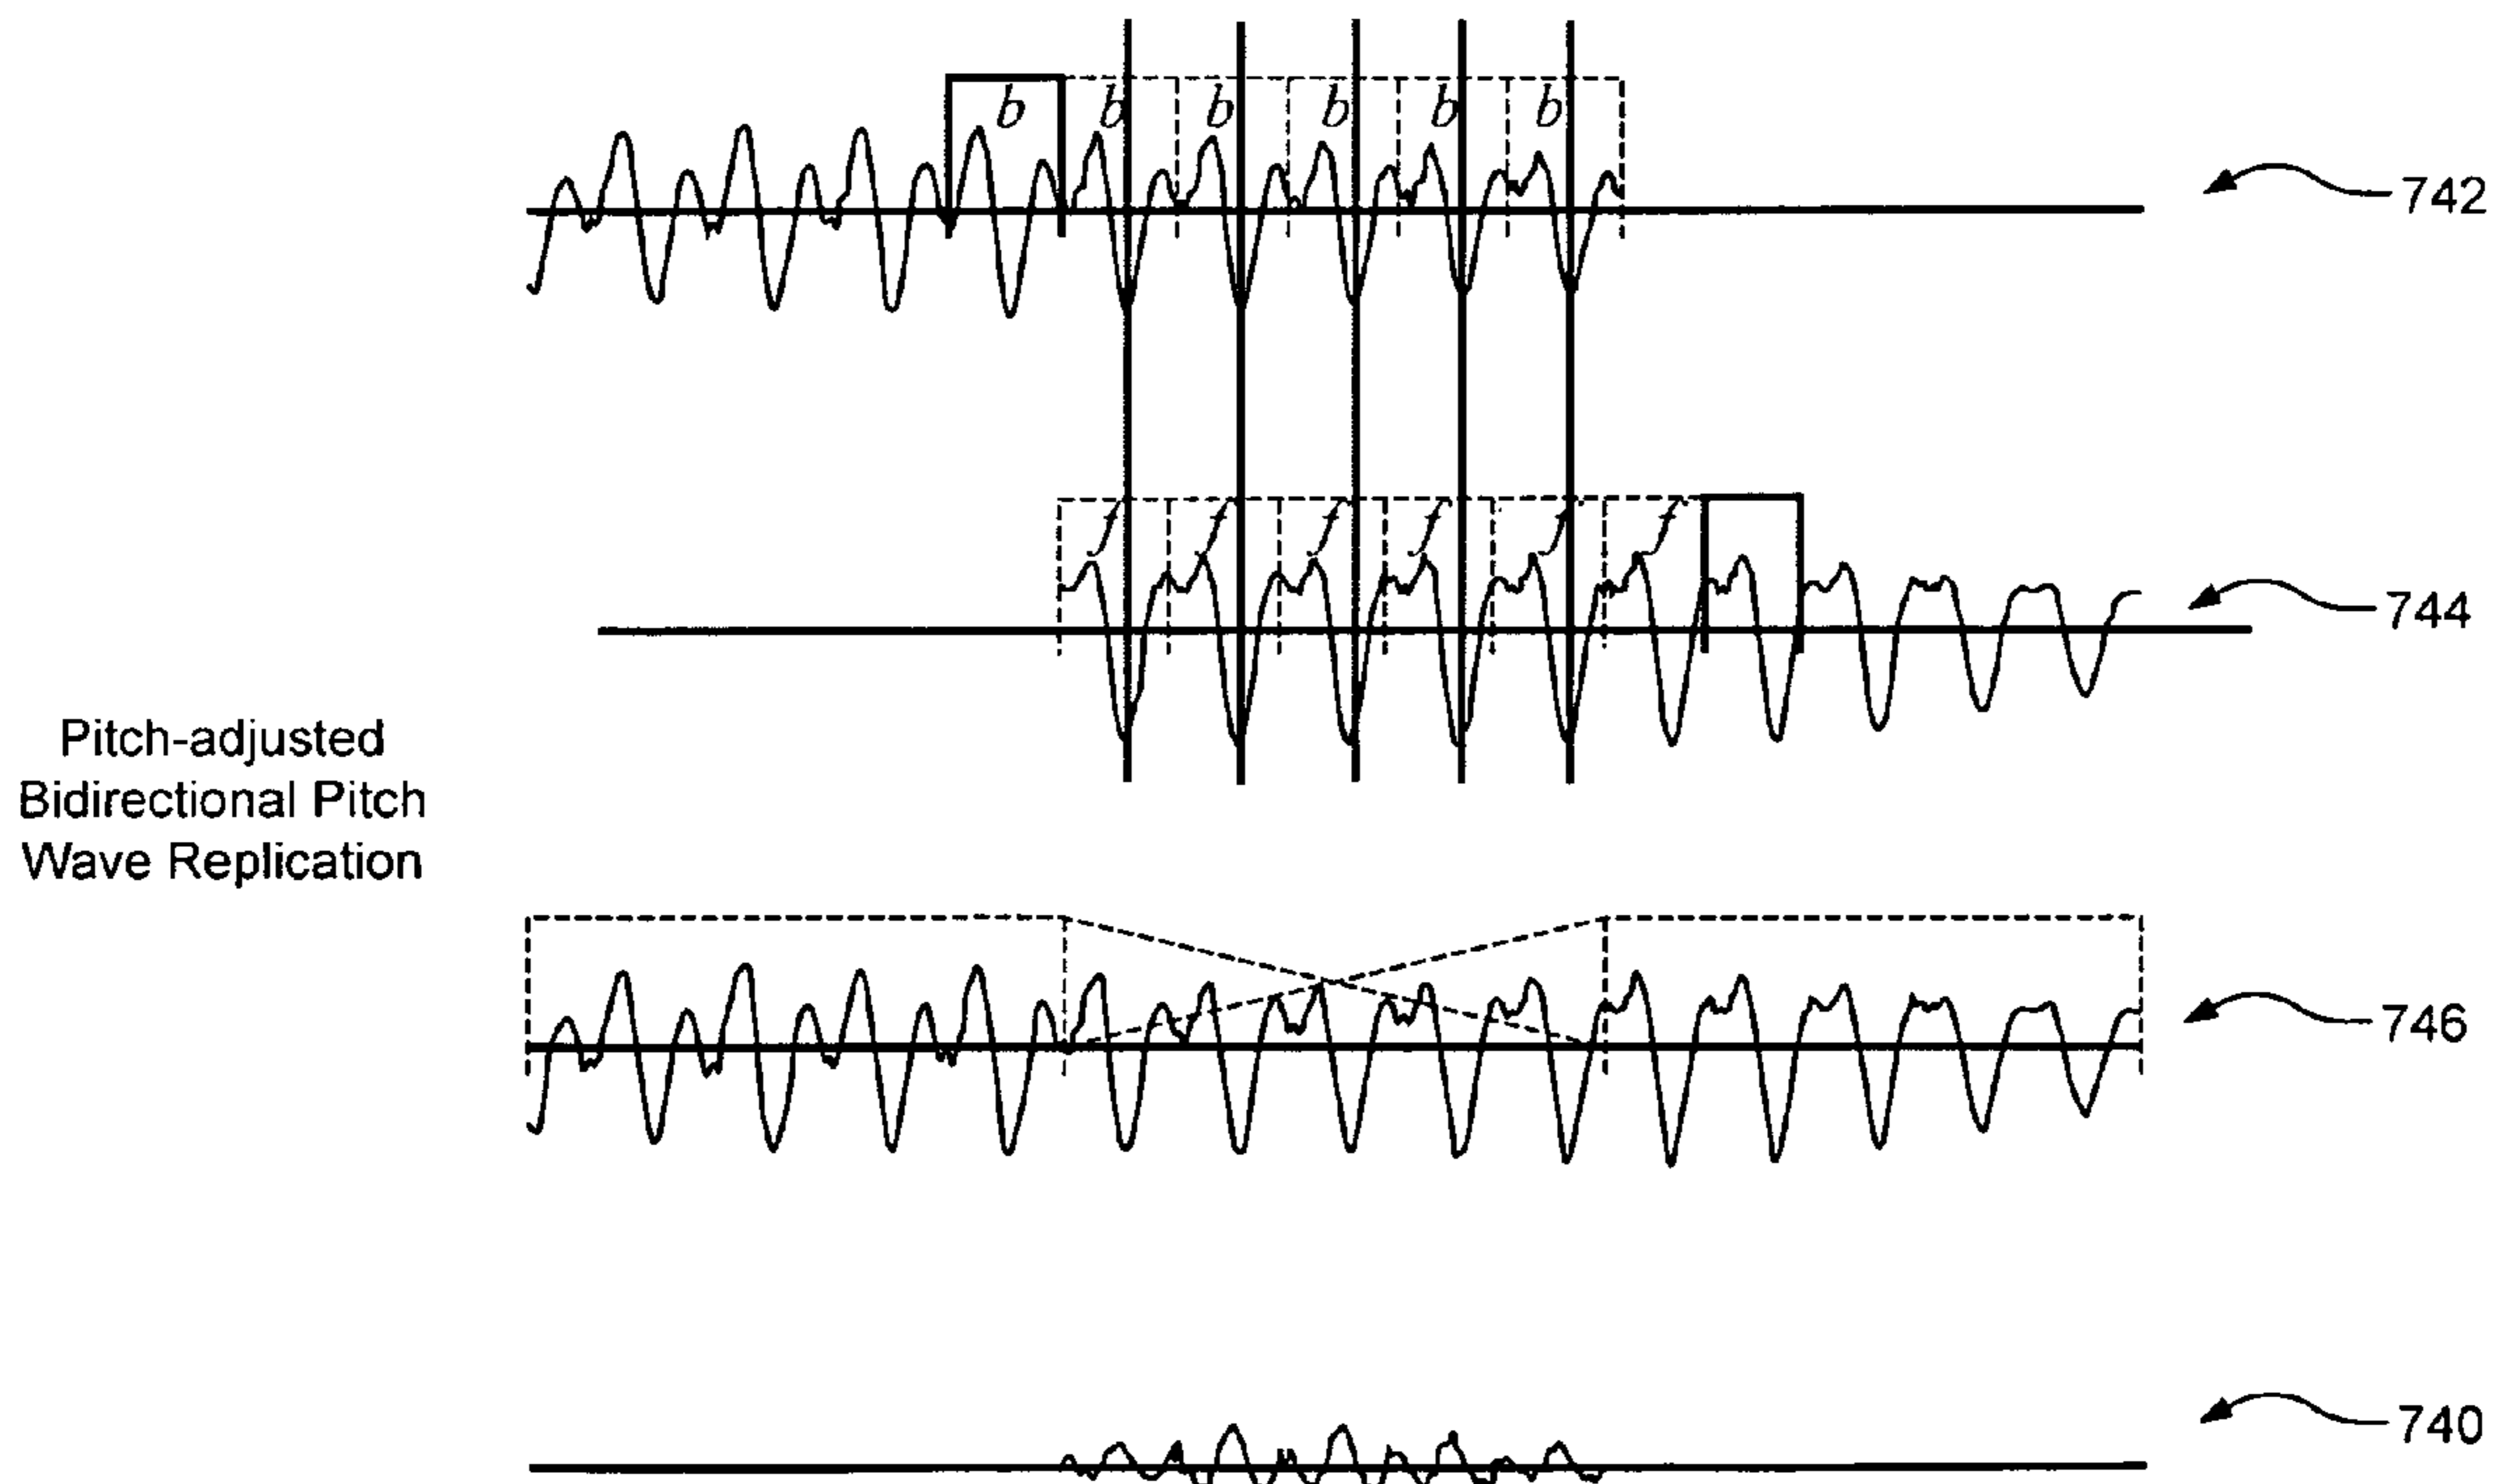 b b b b b b
742
f f f f f f
744
Pitch-adjusted
Bidirectional Pitch
Wave Replication
746
740